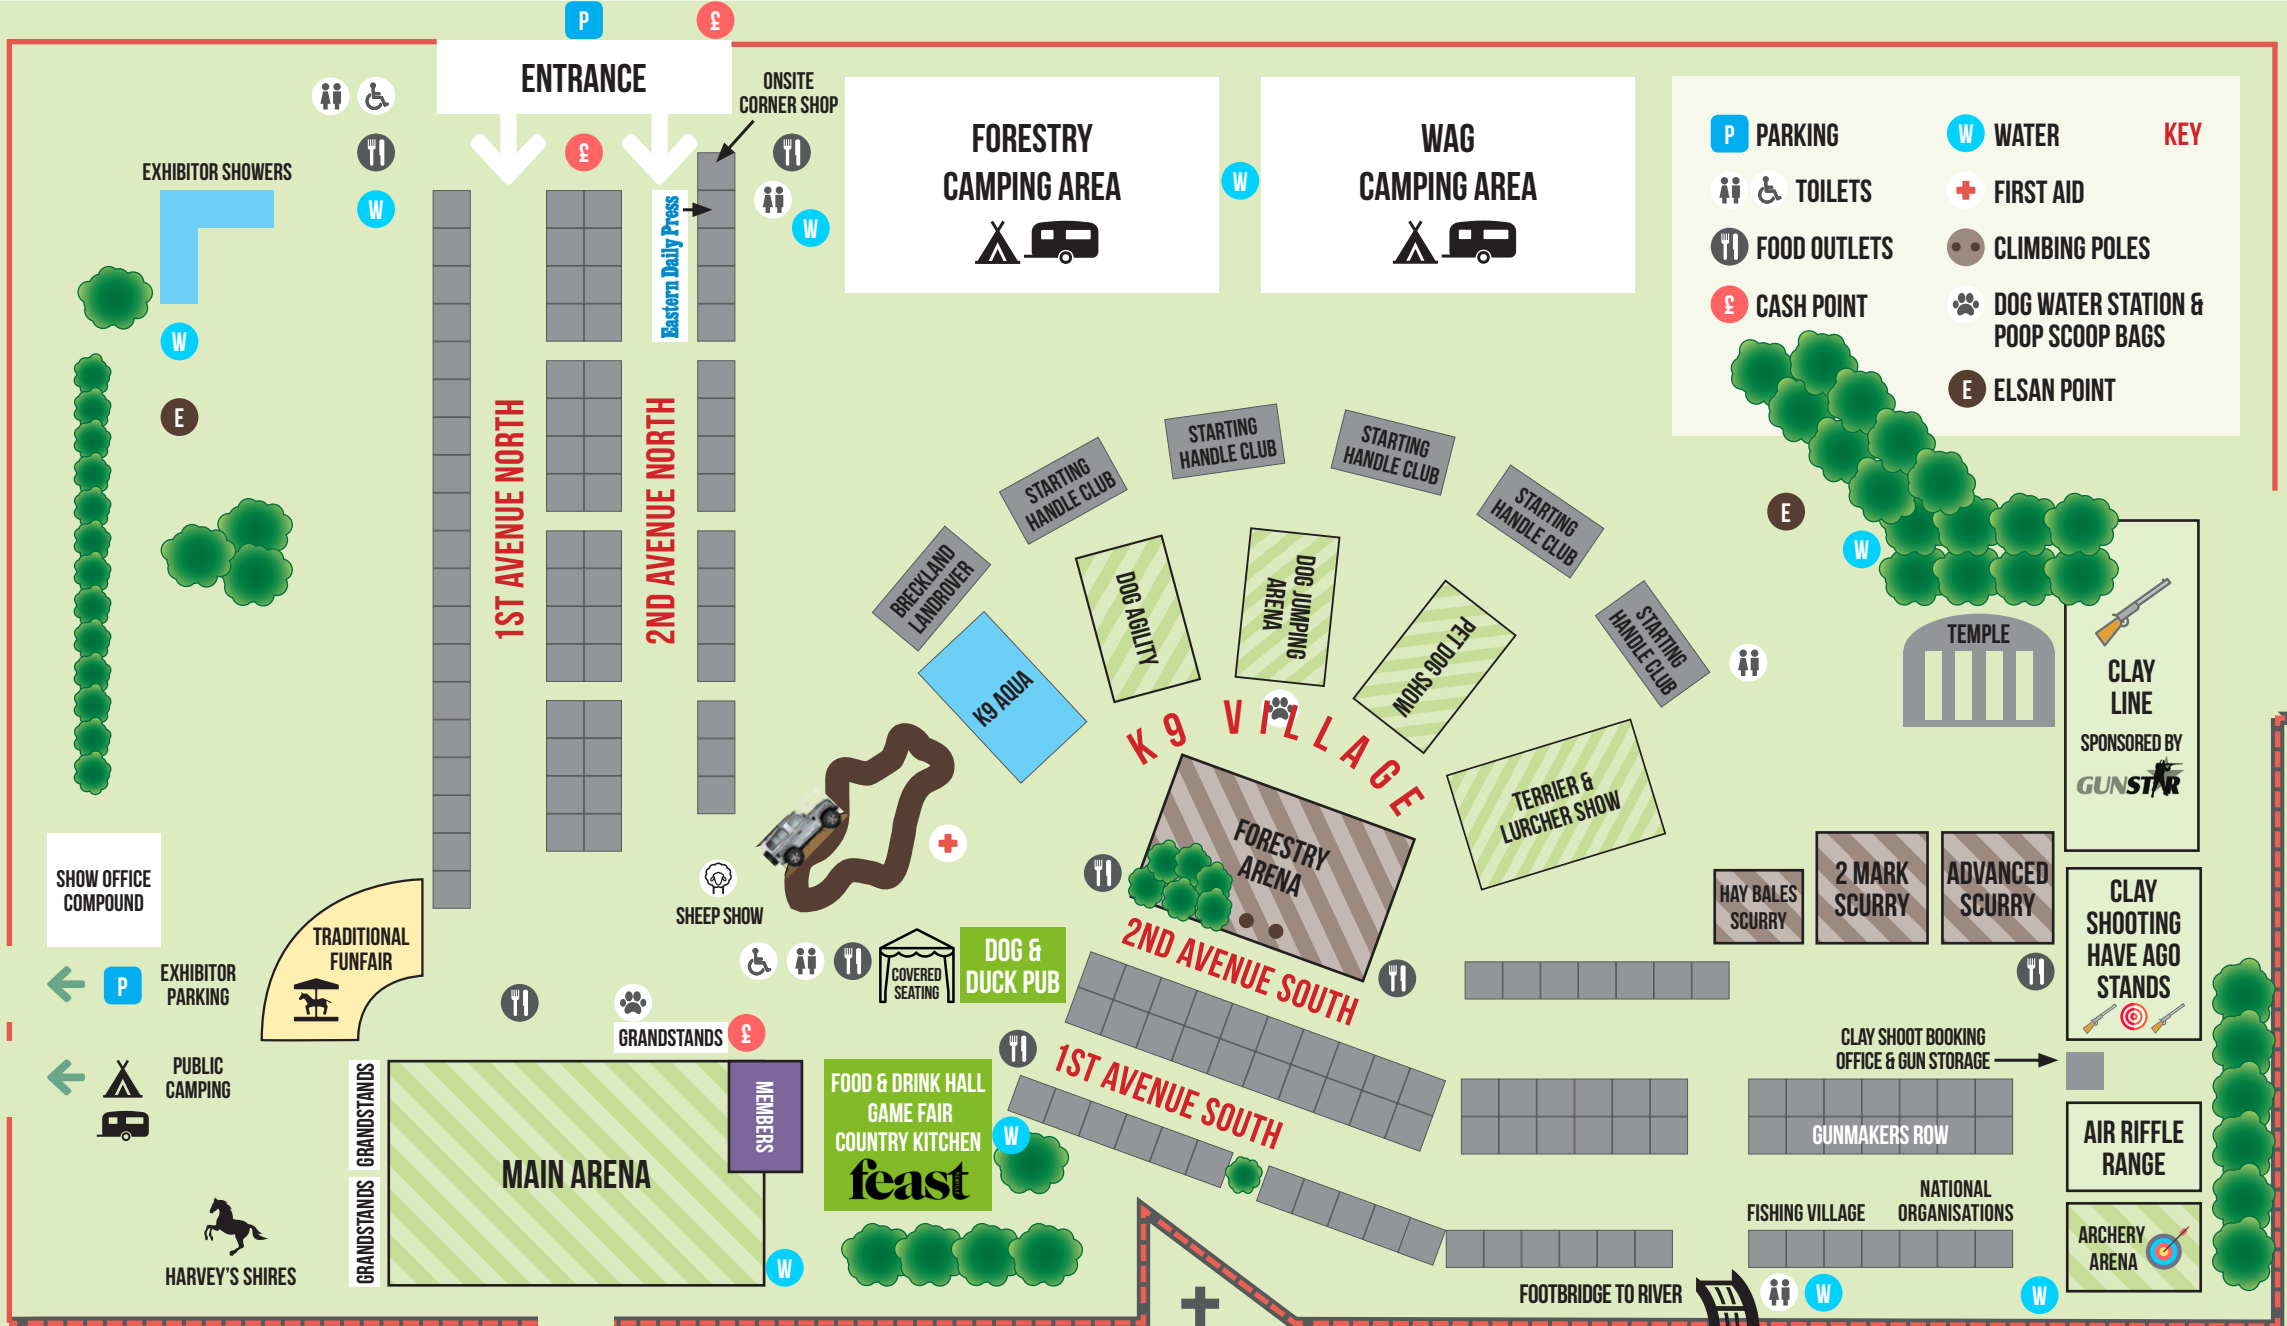 P
£
ENTRANCE
ONSITE
CORNER SHOP
£
W
W
Eastern Daily Press
EXHIBITOR SHOWERS
W
E
1ST AVENUE NORTH
2ND AVENUE NORTH
FORESTRY
CAMPING AREA
W
WAG
CAMPING AREA
KEY
P PARKING
TOILETS
FOOD OUTLETS
£ CASH POINT
W WATER
FIRST AID
CLIMBING POLES
DOG WATER STATION &
POOP SCOOP BAGS
E ELSAN POINT
STARTING
HANDLE CLUB
STARTING
HANDLE CLUB
STARTING
HANDLE CLUB
STARTING
HANDLE CLUB
STARTING
HANDLE CLUB
BRECKLAND
LANDROVER
K9 AQUA
DOG AGILITY
DOG JUMPING
ARENA
PET DOG SHOW
K9 VILLAGE
TERRIER &
LURCHER SHOW
FORESTRY
ARENA
E
W
TEMPLE
CLAY
LINE
SPONSORED BY
GUNSTAR
HAY BALES
SCURRY
2 MARK
SCURRY
ADVANCED
SCURRY
CLAY
SHOOTING
HAVE AGO
STANDS
CLAY SHOOT BOOKING
OFFICE & GUN STORAGE
AIR RIFFLE
RANGE
ARCHERY
ARENA
GUNMAKERS ROW
FISHING VILLAGE
NATIONAL
ORGANISATIONS
FOOTBRIDGE TO RIVER
W
W
2ND AVENUE SOUTH
1ST AVENUE SOUTH
SHEEP SHOW
COVERED
SEATING
DOG &
DUCK PUB
FOOD & DRINK HALL
GAME FAIR
COUNTRY KITCHEN
feast
W
W
GRANDSTANDS
£
MEMBERS
MAIN ARENA
GRANDSTANDS
GRANDSTANDS
TRADITIONAL
FUNFAIR
SHOW OFFICE
COMPOUND
P
EXHIBITOR
PARKING
PUBLIC
CAMPING
HARVEY'S SHIRES